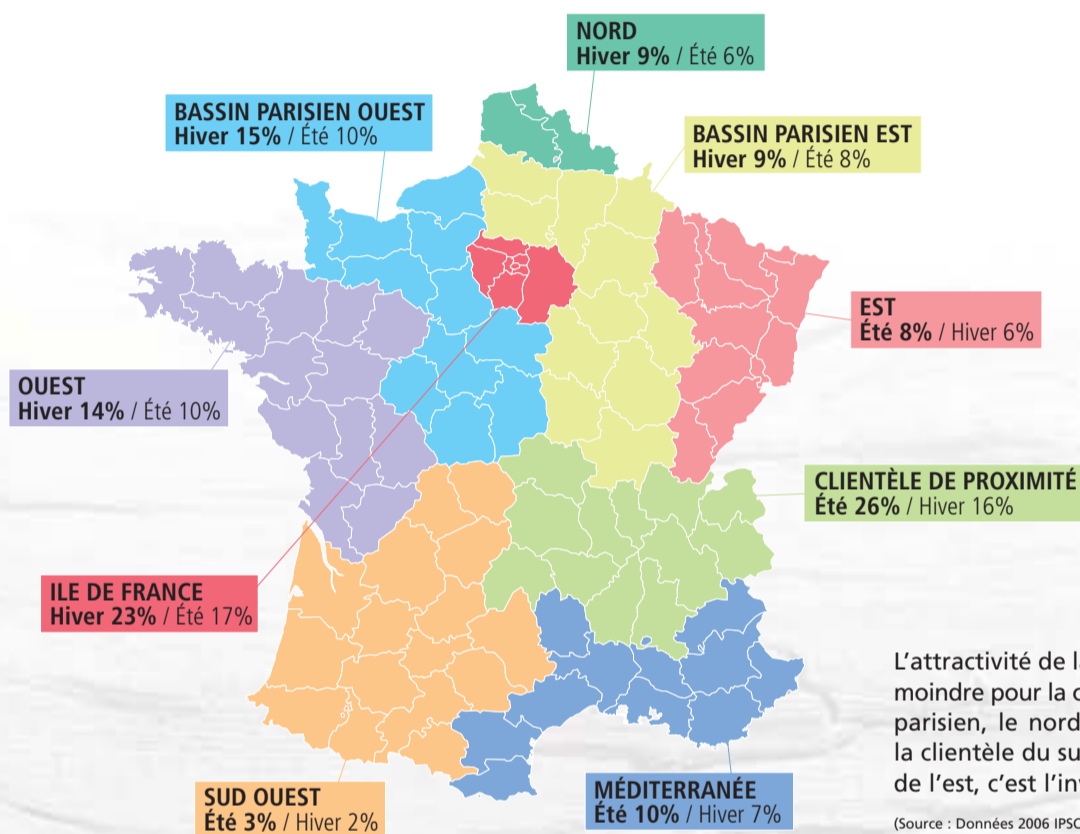 NORD
Hiver 9% / Été 6%
BASSIN PARISIEN OUEST
Hiver 15% / Été 10%
BASSIN PARISIEN EST
Hiver 9% / Été 8%
EST
Été 8% / Hiver 6%
OUEST
Hiver 14% / Été 10%
CLIENTÈLE DE PROXIMITÉ
Été 26% / Hiver 16%
ILE DE FRANCE
Hiver 23% / Été 17%
SUD OUEST
Été 3% / Hiver 2%
MÉDITERRANÉE
Été 10% / Hiver 7%
L'attractivité de
moindre pour la
parisien, le nord
la clientèle du
de l'est, c'est
(Source : Données 2006